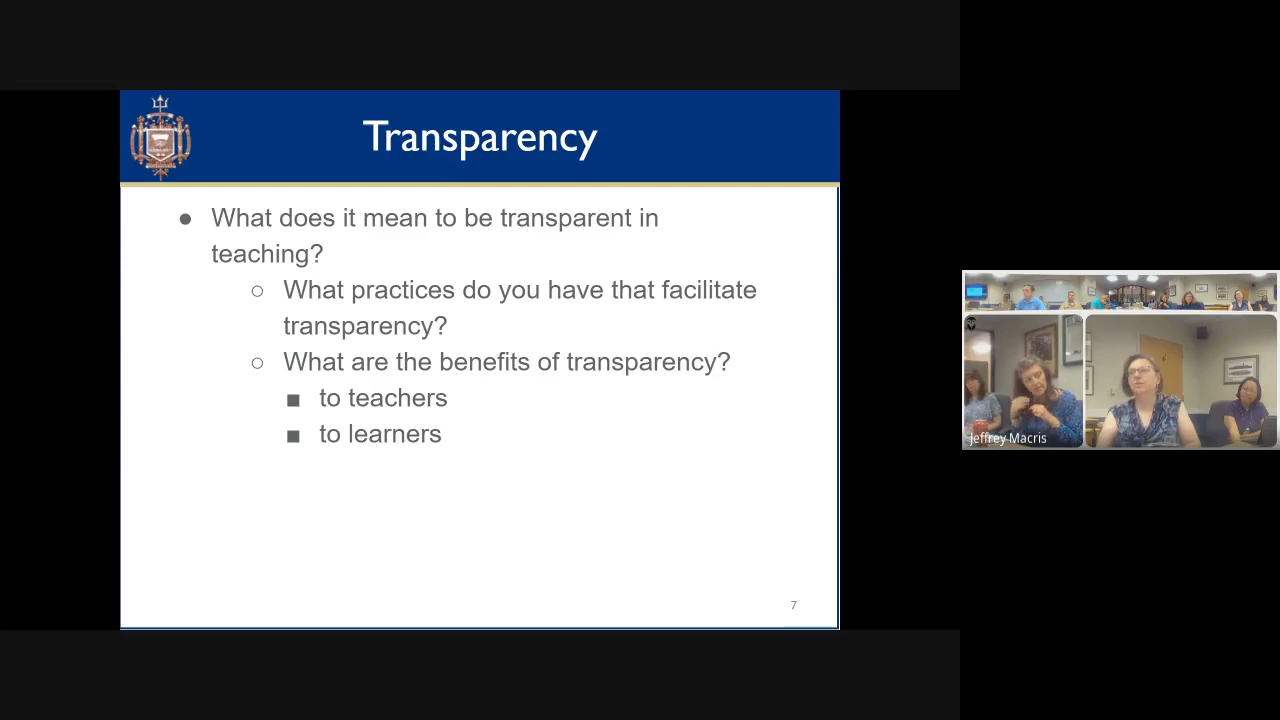 Transparency
● What does it mean to be transparent in
teaching?
○ What practices do you have that facilitate
transparency?
○ What are the benefits of transparency?
■ to teachers
■ to learners
7
Jeffrey Macris